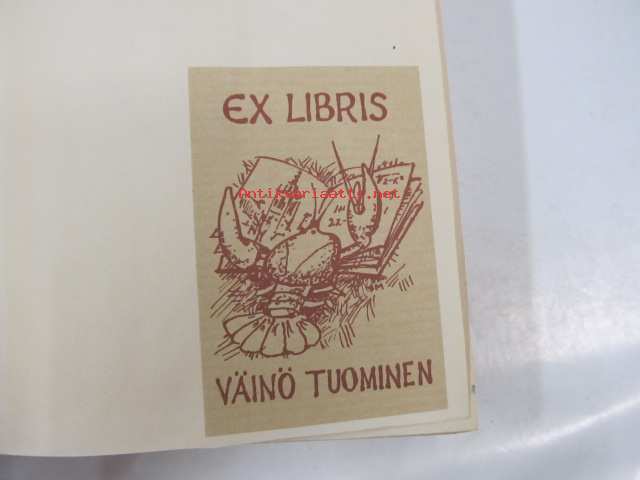 EX LIBRIS
Antikvariaatti.net
VÄINÖ TUOMINEN